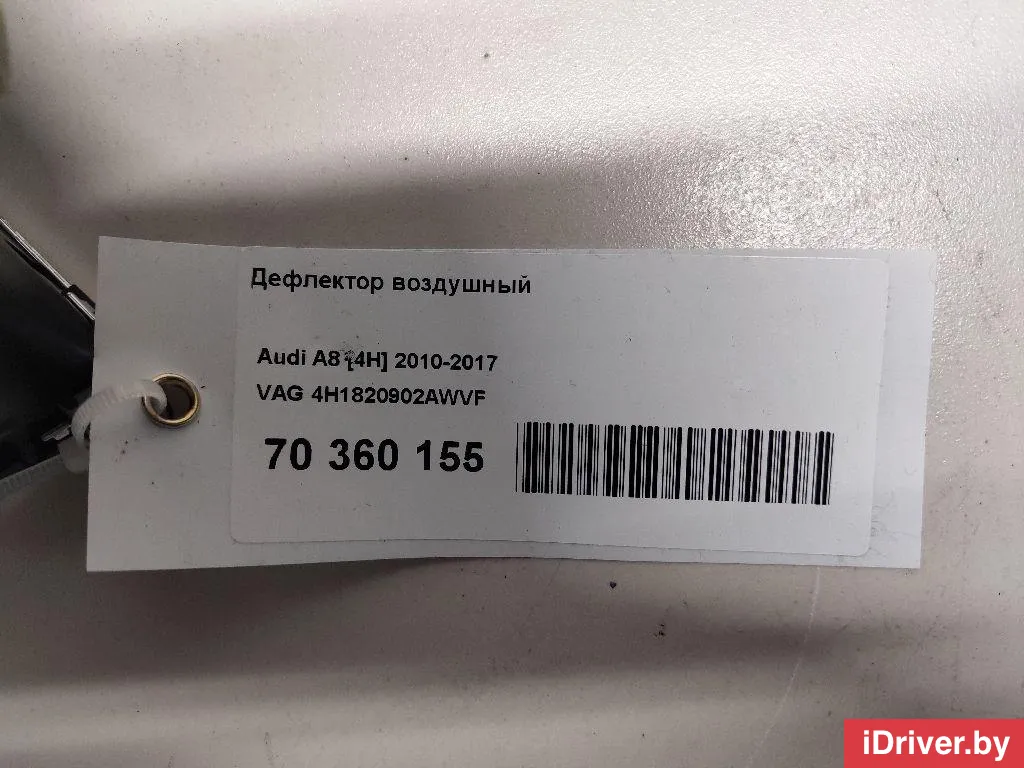 Дефлектор воздушный
Audi A8 [4H] 2010-2017
VAG 4H1820902AWVF
70 360 155
iDriver.by